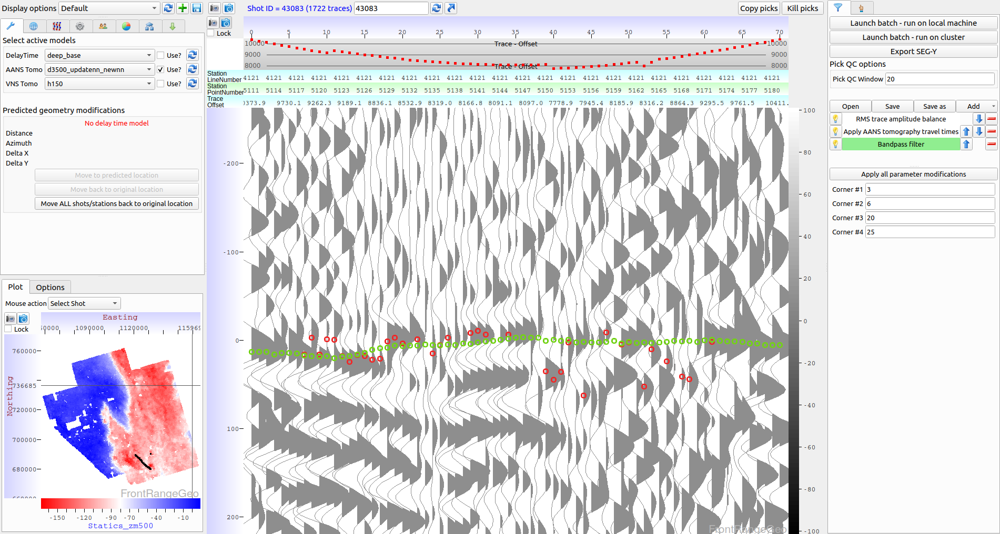 Display options Default
Shot ID = 43083 (1722 traces) 43083
Copy picks Kill picks
Lock
Select active models
DelayTime deep_base Use?
AANS Tomo d3500_updatenn_newnn Use?
VNS Tomo h150 Use?
Predicted geometry modifications
No delay time model
Distance
Azimuth
Delta X
Delta Y
Move to predicted location
Move back to original location
Move ALL shots/stations back to original location
Plot Options
Mouse action Select Shot
Lock
Easting
1090000 1120000
Northing
760000
736685
720000
700000
680000
FrontRangeGeo
-150 -120 -90 -70 -40 -10
Statics_zm500
0 5 10 15 20 25 30 35 40 45 50 55 60 65 70
10000 Trace - Offset 10000
9000 9000
8000 Trace - Offset 8000
Station
LineNumber 4121 4121 4121 4121 4121 4121 4121 4121 4121 4121 4121 4121 4121 4121 4121 4121 4121 4121 4121 4121 4121 4121 4121 4121
Station
PointNumber 5111 5114 5117 5120 5123 5126 5129 5132 5135 5138 5141 5144 5147 5150 5153 5156 5159 5162 5165 5168 5171 5174 5177 5180
Trace
Offset 9730.1 9262.3 9189.1 8836.1 8532.9 8319.0 8166.8 8091.1 8097.0 7778.9 7945.4 8185.9 8316.2 8864.3 9295.5 9761.5 10411.
-200
-100
0
100
200
FrontRangeGeo
100
80
60
40
20
0
-20
-40
-60
-80
-100
Launch batch - run on local machine
Launch batch - run on cluster
Export SEG-Y
Pick QC options
Pick QC Window 20
Open Save Save as Add
RMS trace amplitude balance
Apply AANS tomography travel times
Bandpass filter
Apply all parameter modifications
Corner #1 3
Corner #2 6
Corner #3 20
Corner #4 25